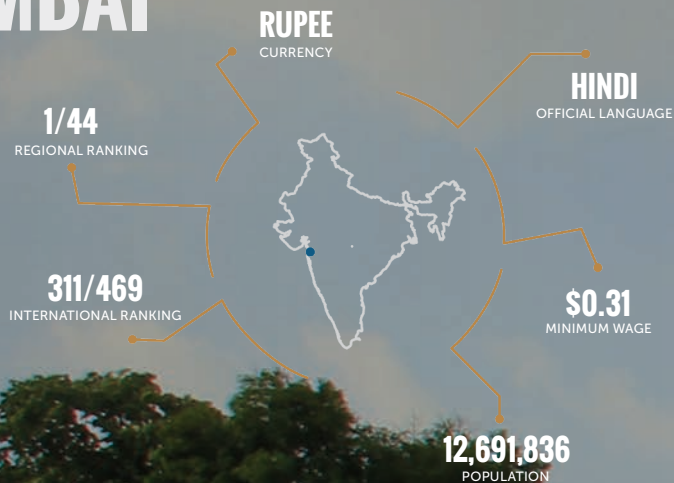 MBAI
RUPEE
CURRENCY
HINDI
OFFICIAL LANGUAGE
1/44
REGIONAL RANKING
311/469
INTERNATIONAL RANKING
$0.31
MINIMUM WAGE
12,691,836
POPULATION